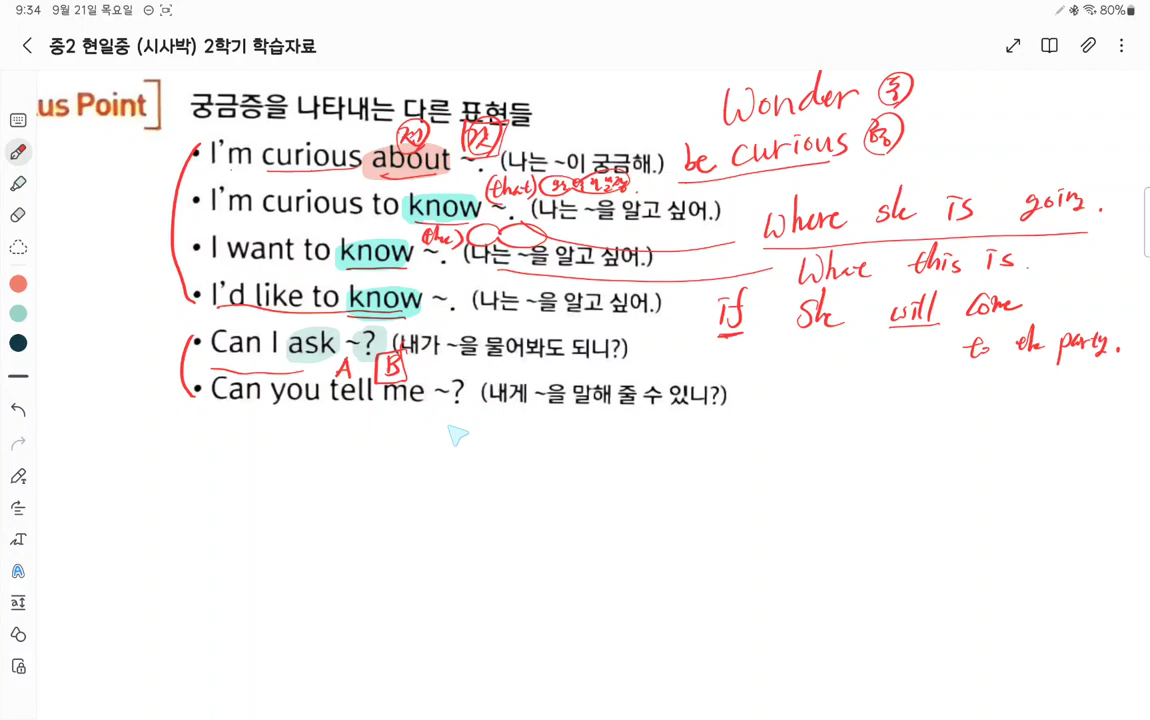 9:34 9월 21일 목요일 80%
중2 현일중 (시사박) 2학기 학습자료
us Point] 궁금증을 나타내는 다른 표현들
Wonder 동
be curious 형
전
• I'm curious about ~. (나는 ~이 궁금해.)
(that)
• I'm curious to know ~. (나는 ~을 알고 싶어.)
where she is going.
• I want to know ~. (나는 ~을 알고 싶어.)
What this is.
• I'd like to know ~. (나는 ~을 알고 싶어.)
if she will come
to the party.
• Can I ask ~? (내가 ~을 물어봐도 되니?)
A B
• Can you tell me ~? (내게 ~을 말해 줄 수 있니?)